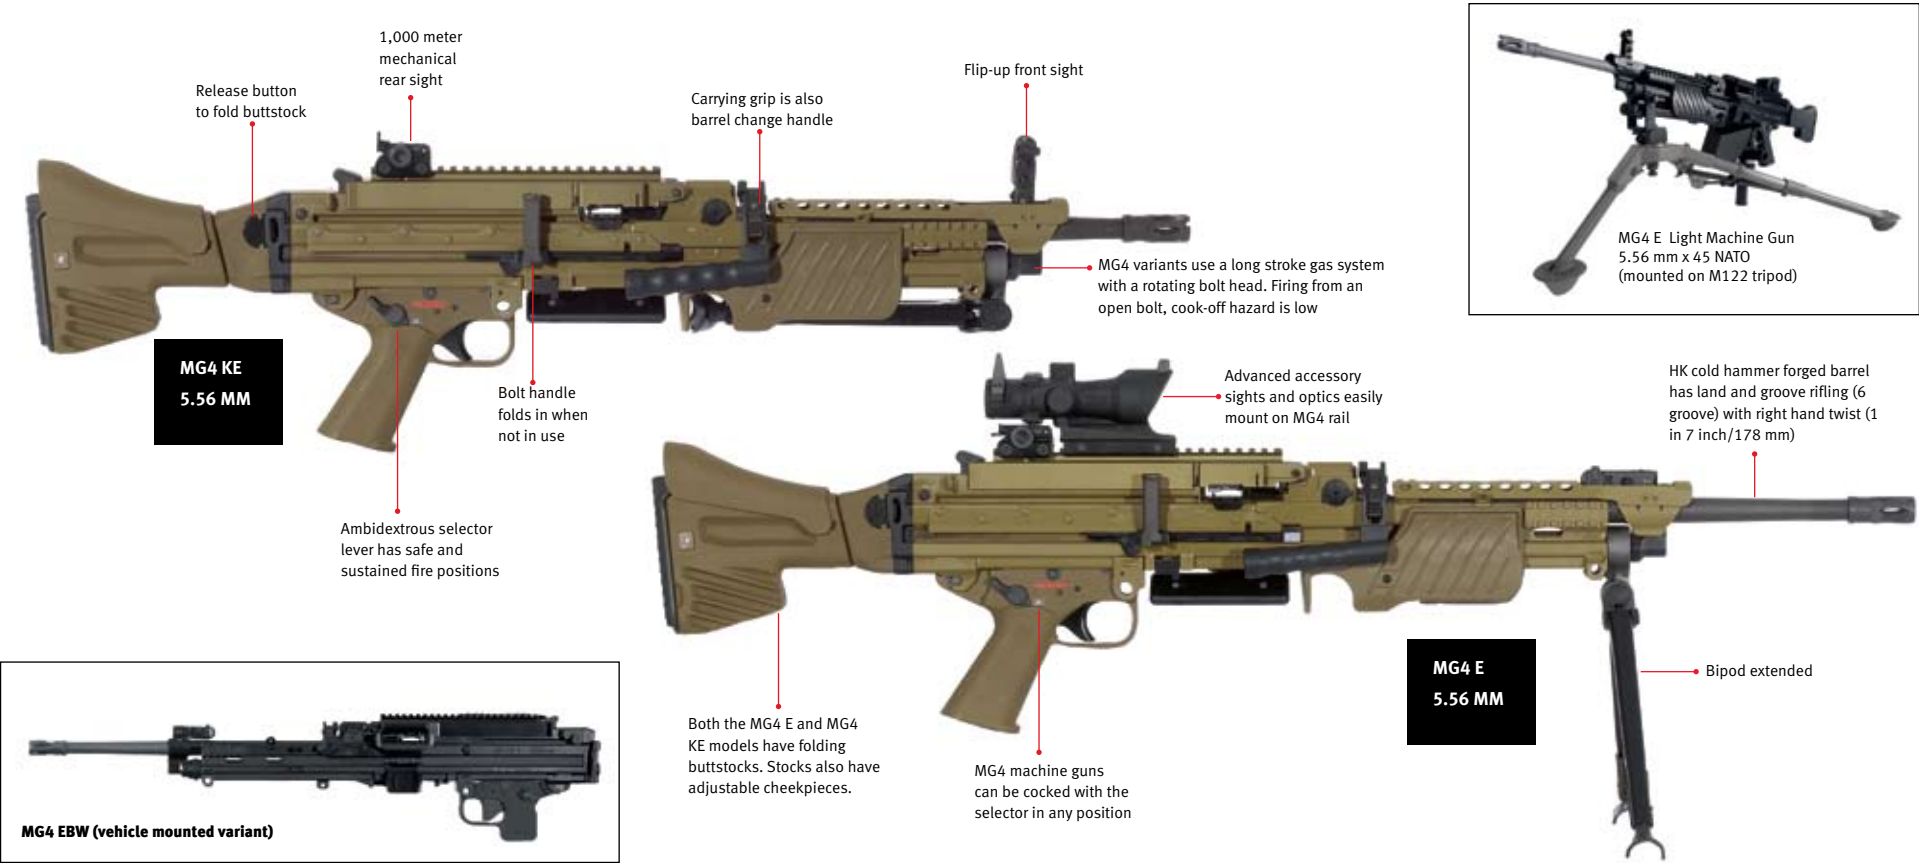 1,000 meter
mechanical
rear sight
Release button
to fold buttstock
Carrying grip is also
barrel change handle
Flip-up front sight
MG4 E Light Machine Gun
5.56 mm x 45 NATO
(mounted on M122 tripod)
MG4 variants use a long stroke gas system
with a rotating bolt head. Firing from an
open bolt, cook-off hazard is low
MG4 KE
5.56 MM
Bolt handle
folds in when
not in use
Advanced accessory
sights and optics easily
mount on MG4 rail
HK cold hammer forged barrel
has land and groove rifling (6
groove) with right hand twist (1
in 7 inch/178 mm)
Ambidextrous selector
lever has safe and
sustained fire positions
MG4 E
5.56 MM
Bipod extended
Both the MG4 E and MG4
KE models have folding
buttstocks. Stocks also have
adjustable cheekpieces.
MG4 machine guns
can be cocked with the
selector in any position
MG4 EBW (vehicle mounted variant)